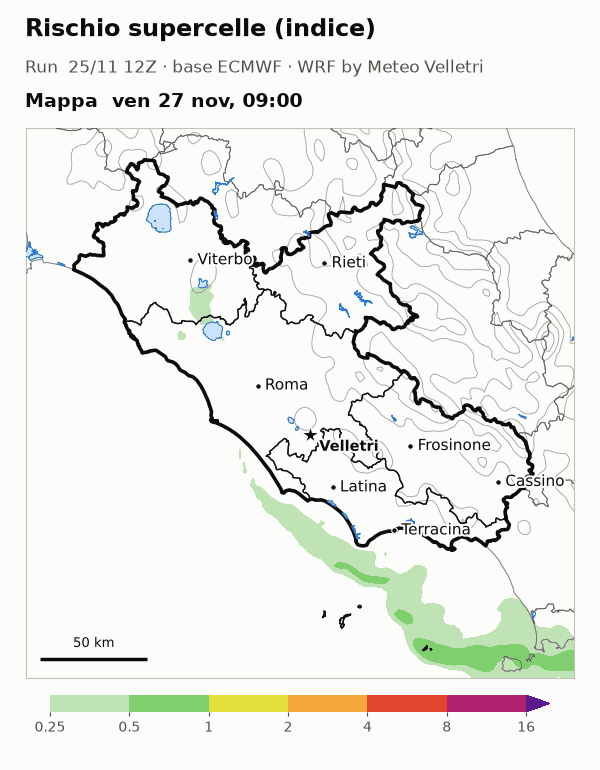 Rischio supercelle (indice)
Run  25/11 12Z · base ECMWF · WRF by Meteo Velletri
Mappa  ven 27 nov, 09:00
Viterbo
Rieti
Roma
Velletri
Frosinone
Cassino
Latina
Terracina
50 km
0.25 0.5 1 2 4 8 16